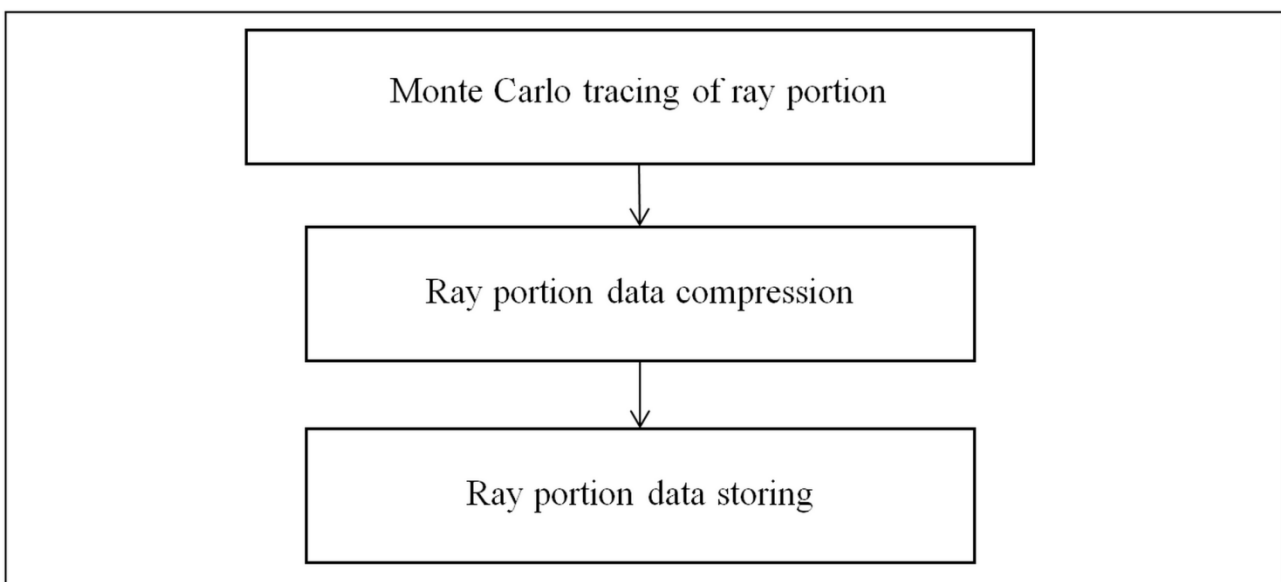 Monte Carlo tracing of ray portion
Ray portion data compression
Ray portion data storing